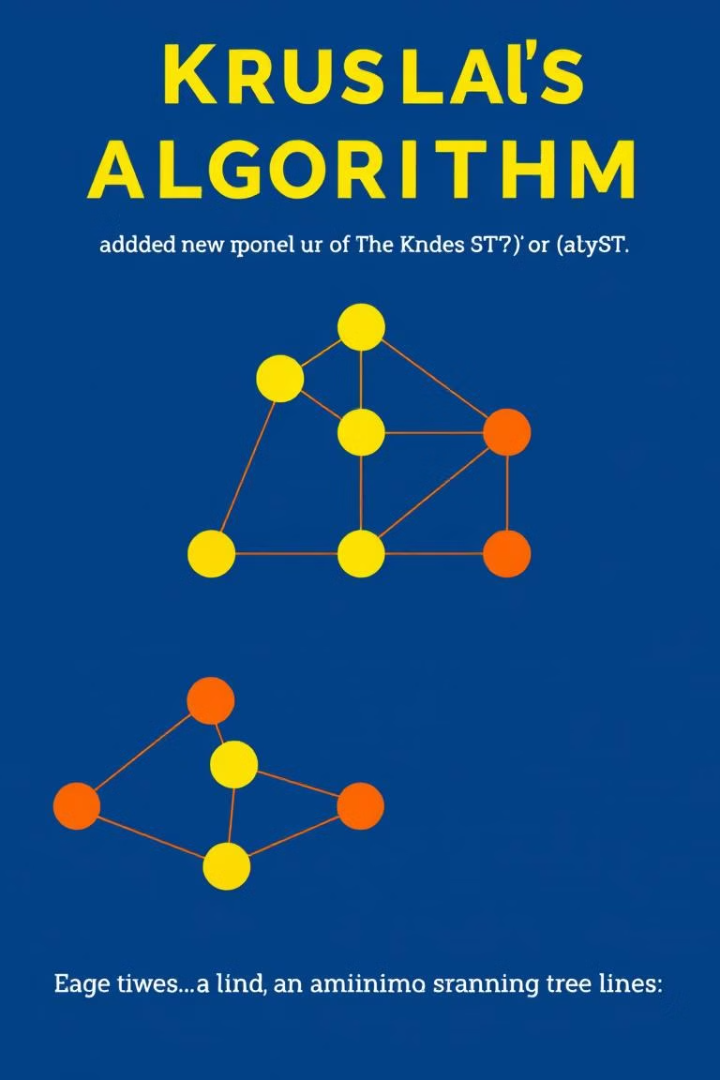 KRUSLAl'S
ALGORITHM
addded new rponel ur of The Kndes ST?)' or (atyST.
Eage tiwes...a lind, an amiinimo sranning tree lines: